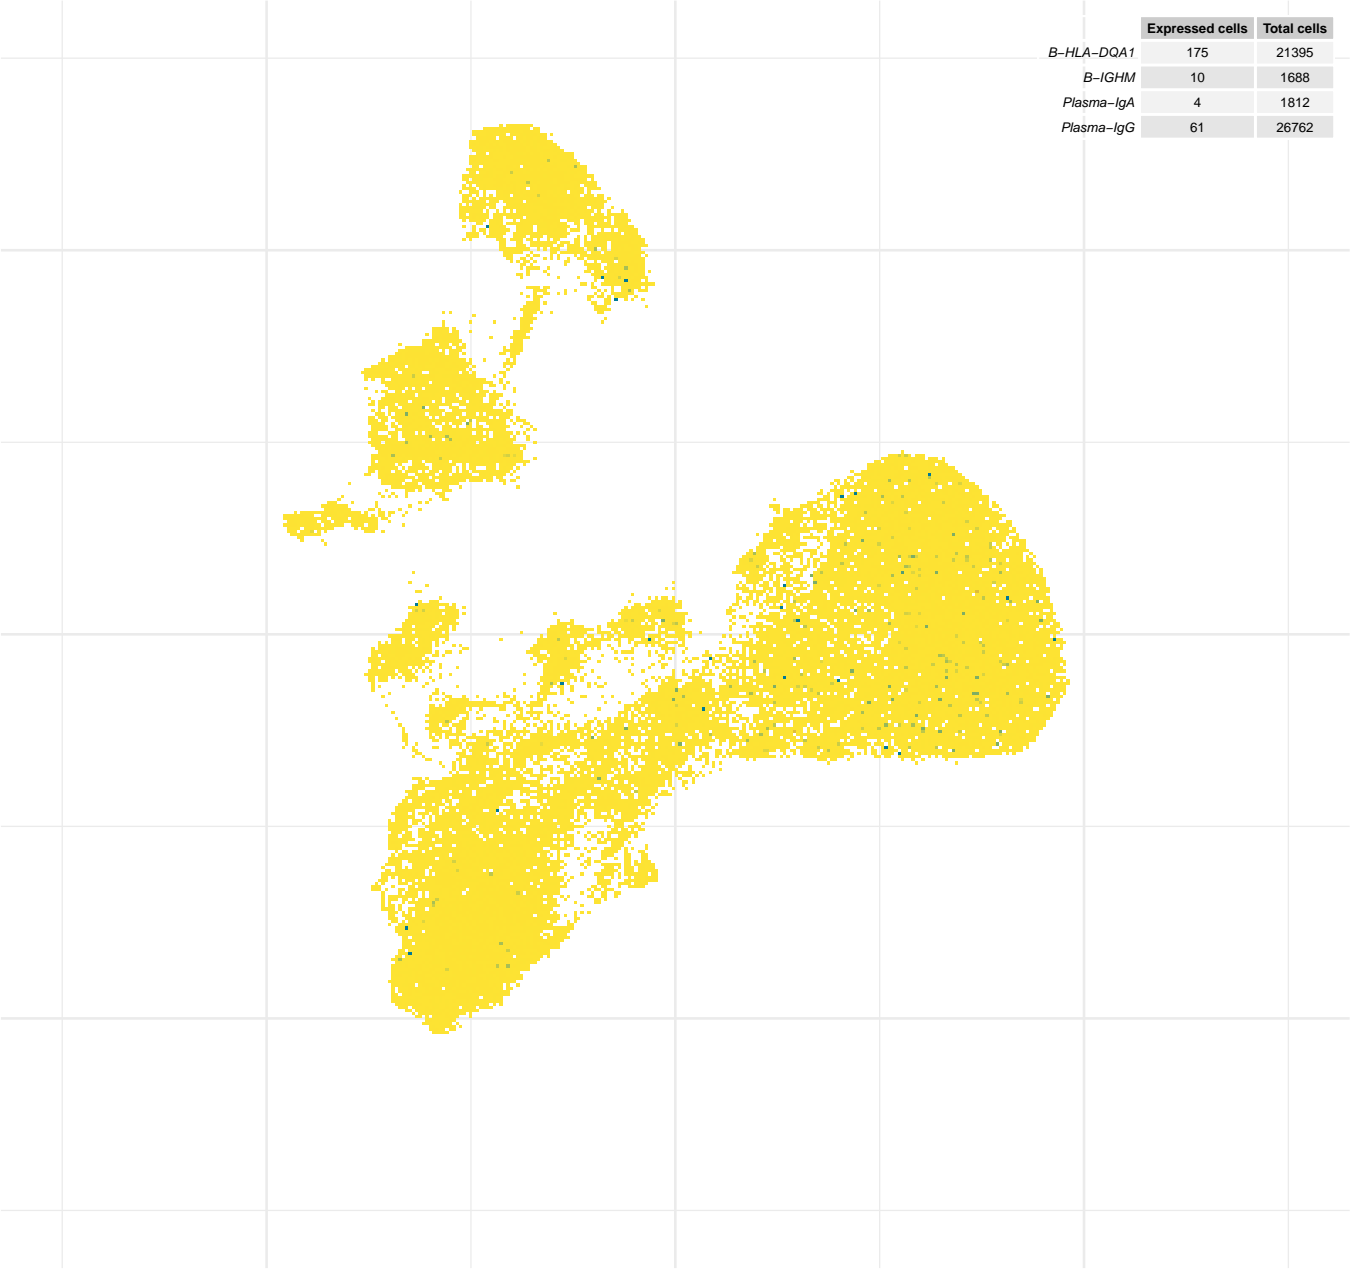 Expressed cells Total cells
B−HLA−DQA1 175 21395
B−IGHM 10 1688
Plasma−IgA 4 1812
Plasma−IgG 61 26762